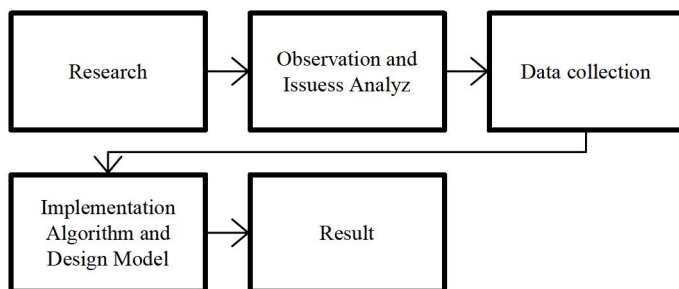 Research
Observation and
Issuess Analyz
Data collection
Implementation
Algorithm and
Design Model
Result